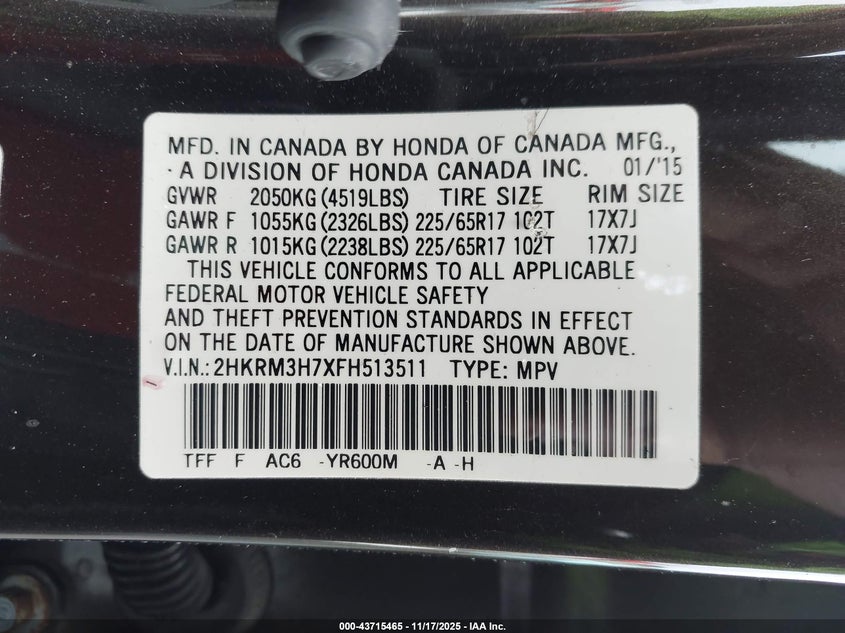 MFD. IN CANADA BY HONDA OF CANADA MFG.,
A DIVISION OF HONDA CANADA INC. 01/'15
GVWR 2050KG (4519LBS) TIRE SIZE RIM SIZE
GAWR F 1055KG (2326LBS) 225/65R17 102T 17X7J
GAWR R 1015KG (2238LBS) 225/65R17 102T 17X7J
THIS VEHICLE CONFORMS TO ALL APPLICABLE
FEDERAL MOTOR VEHICLE SAFETY
AND THEFT PREVENTION STANDARDS IN EFFECT
ON THE DATE OF MANUFACTURE SHOWN ABOVE.
V.I.N.: 2HKRM3H7XFH513511 TYPE: MPV
TFF F AC6 -YR600M -A -H
000-43715465 - 11/17/2025 - IAA Inc.